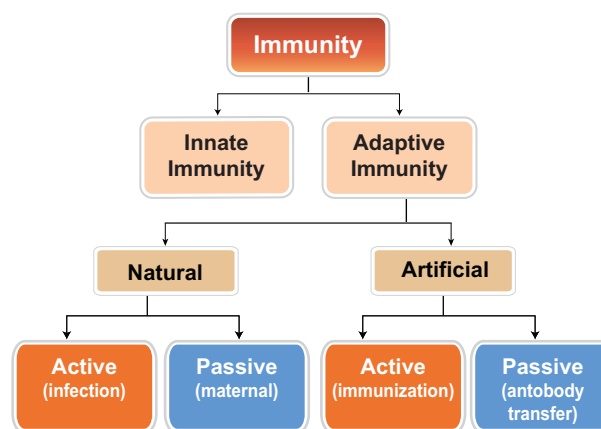 Immunity
Innate
Immunity
Adaptive
Immunity
Natural
Artificial
Active
(infection)
Passive
(maternal)
Active
(immunization)
Passive
(antobody
transfer)